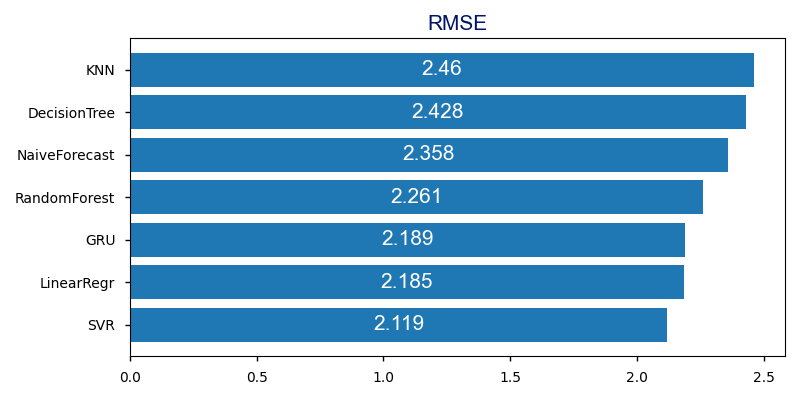 RMSE
KNN 2.46
DecisionTree 2.428
NaiveForecast 2.358
RandomForest 2.261
GRU 2.189
LinearRegr 2.185
SVR 2.119
0.0 0.5 1.0 1.5 2.0 2.5